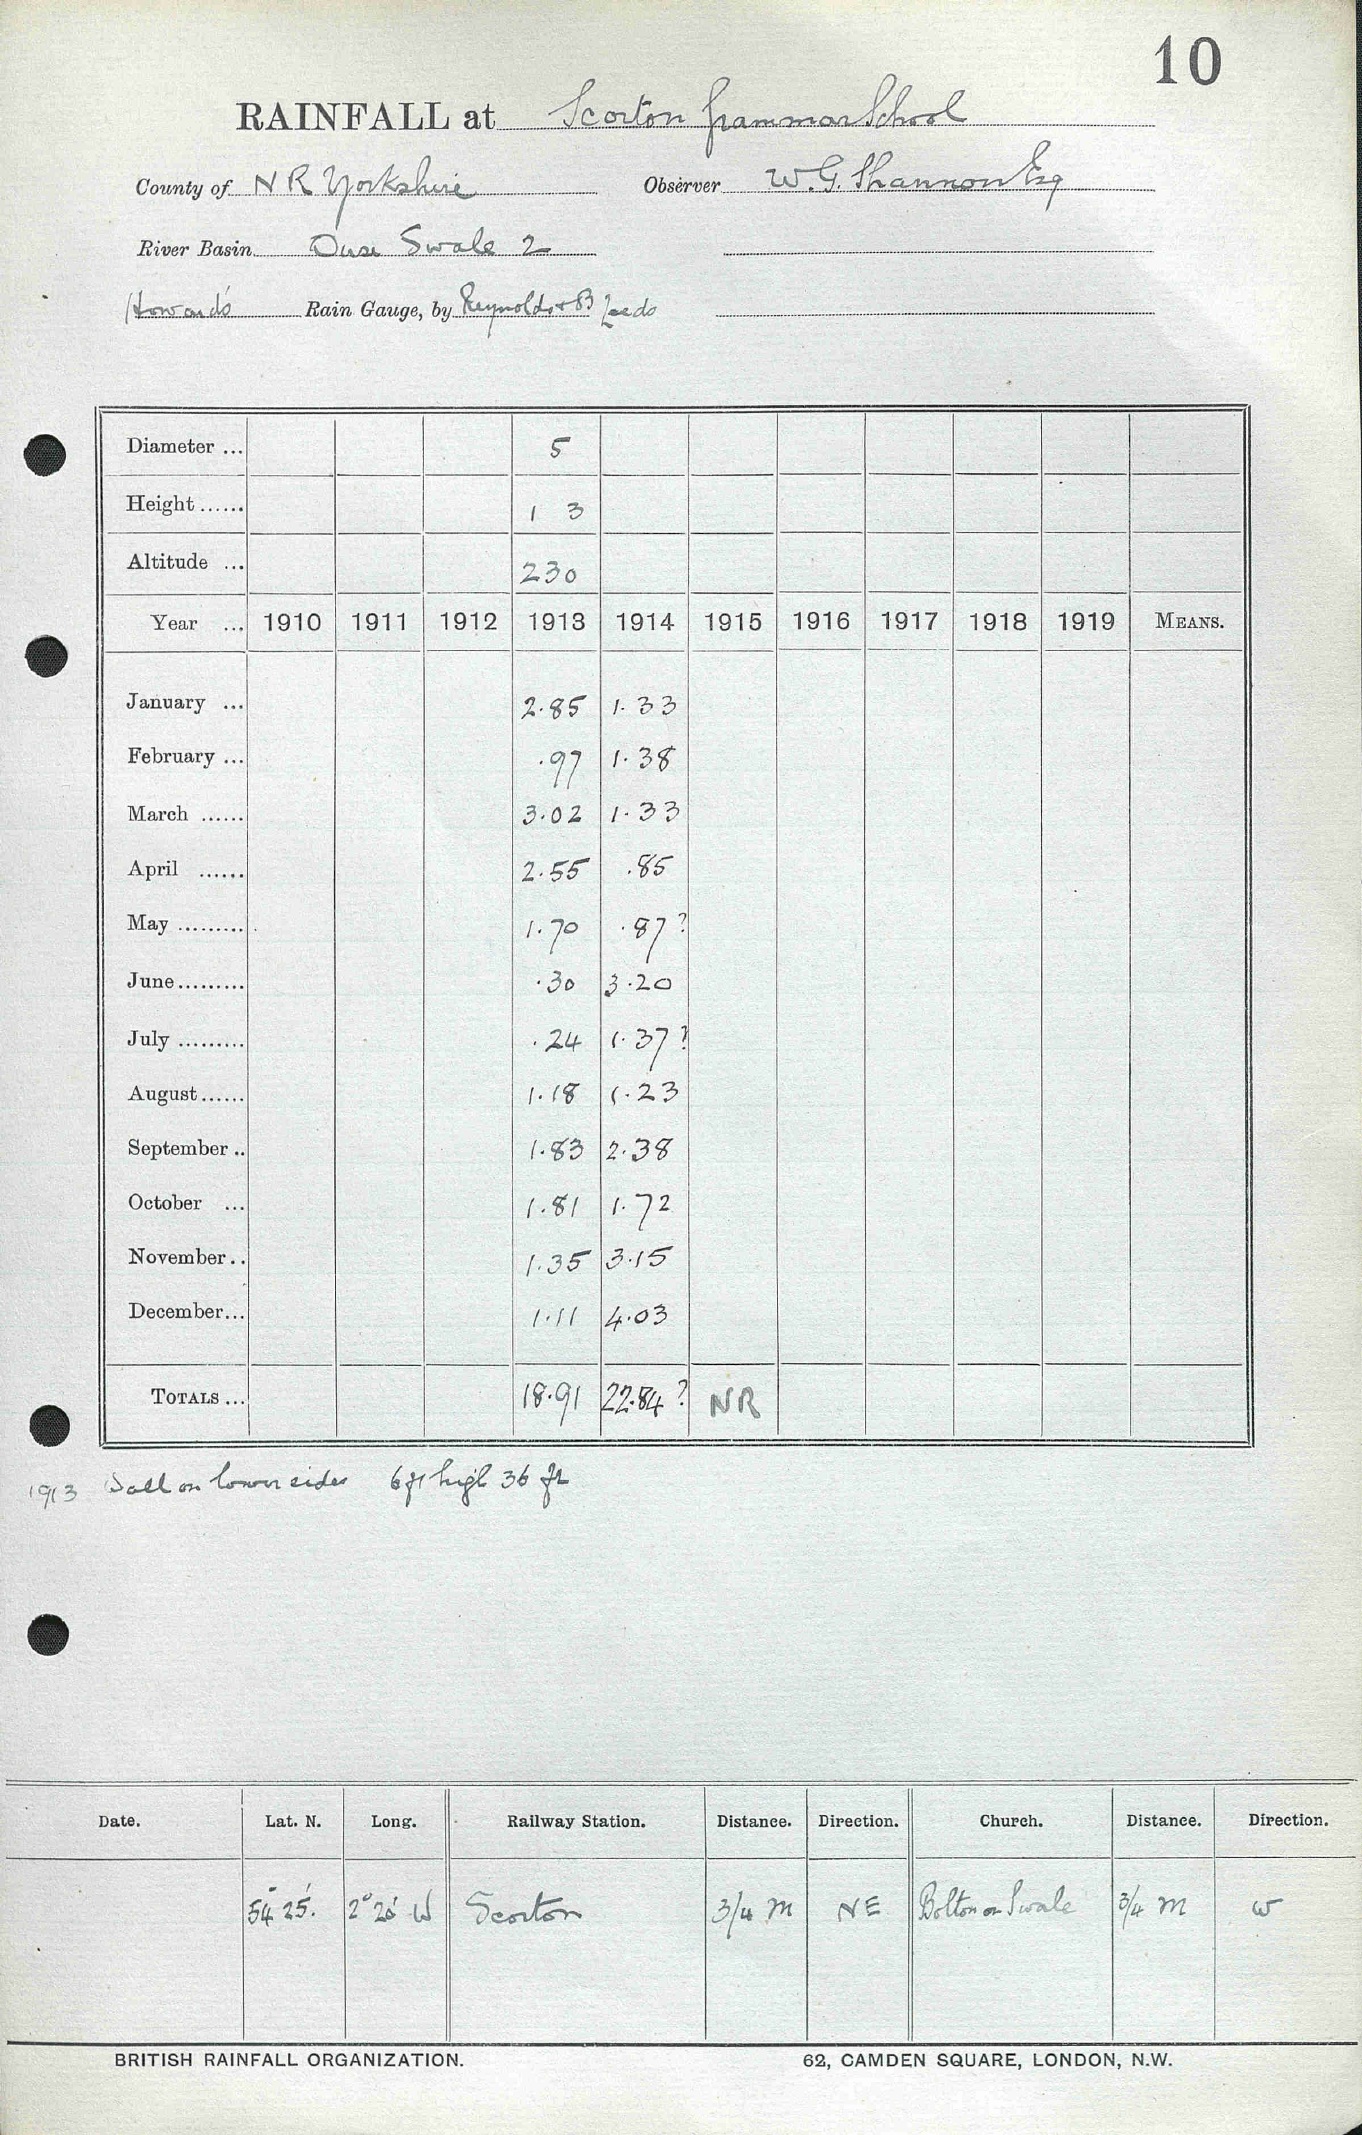 10
RAINFALL at Scorton Grammar School
County of N R Yorkshire Observer W. G. Shannon Esq
River Basin Ouse Swale 2
Howard's Rain Gauge, by Reynolds & B Leeds
Diameter ... 5
Height ...... 1 3
Altitude ... 230
Year ... 1910 1911 1912 1913 1914 1915 1916 1917 1918 1919 MEANS.
January ... 2.85 1.33
February ... .97 1.38
March ...... 3.02 1.33
April ...... 2.55 .85
May ......... 1.70 .87?
June......... .30 3.20
July ......... .24 1.37?
August...... 1.18 1.23
September .. 1.83 2.38
October ... 1.81 1.72
November .. 1.35 3.15
December... 1.11 4.03
TOTALS ... 18.91 22.84? NR
1913 Wall on lower sides 6ft high 36 ft
Date. Lat. N. Long. Railway Station. Distance. Direction. Church. Distance. Direction.
54° 25'. 2° 26' W Scorton 3/4 m NE Bolton on Swale 3/4 m W
BRITISH RAINFALL ORGANIZATION. 62, CAMDEN SQUARE, LONDON, N.W.